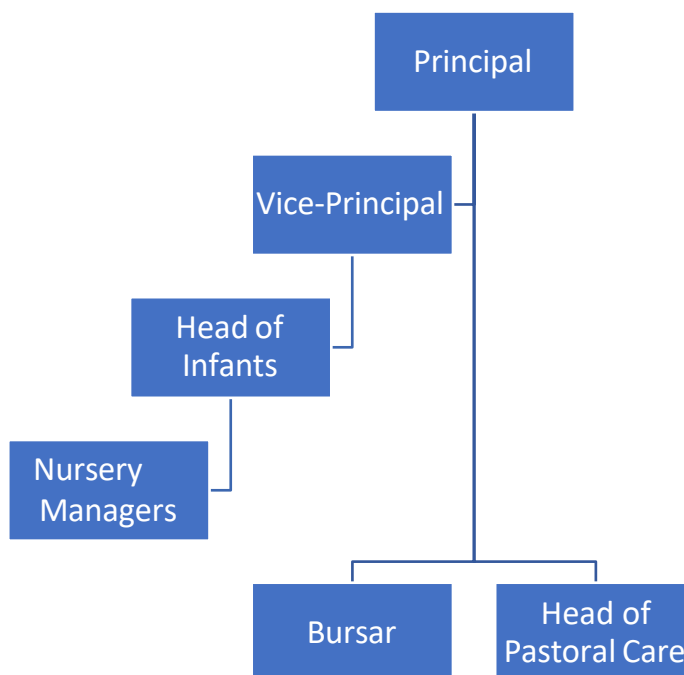 Principal
Vice-Principal
Head of
Infants
Nursery
Managers
Bursar
Head of
Pastoral Care